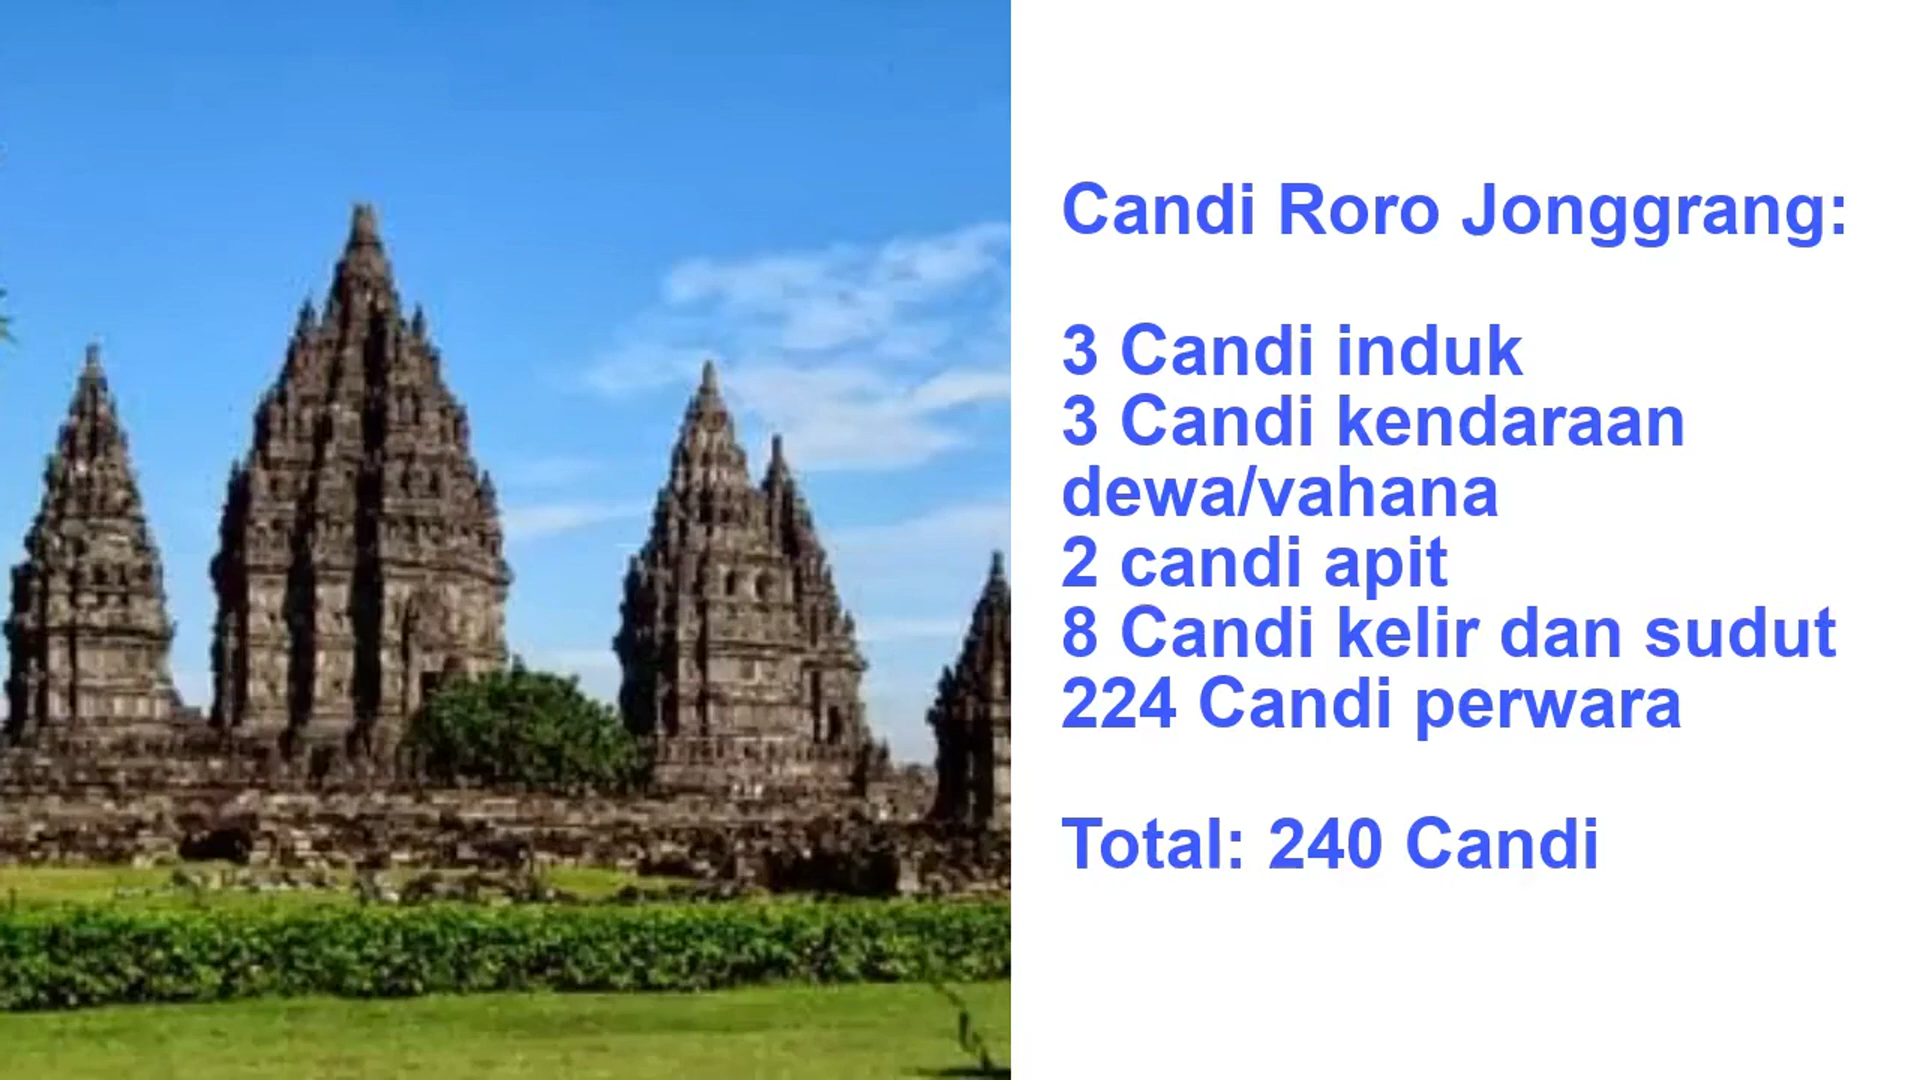 Candi Roro Jonggrang:
3 Candi induk
3 Candi kendaraan
dewa/vahana
2 candi apit
8 Candi kelir dan sudut
224 Candi perwara
Total: 240 Candi